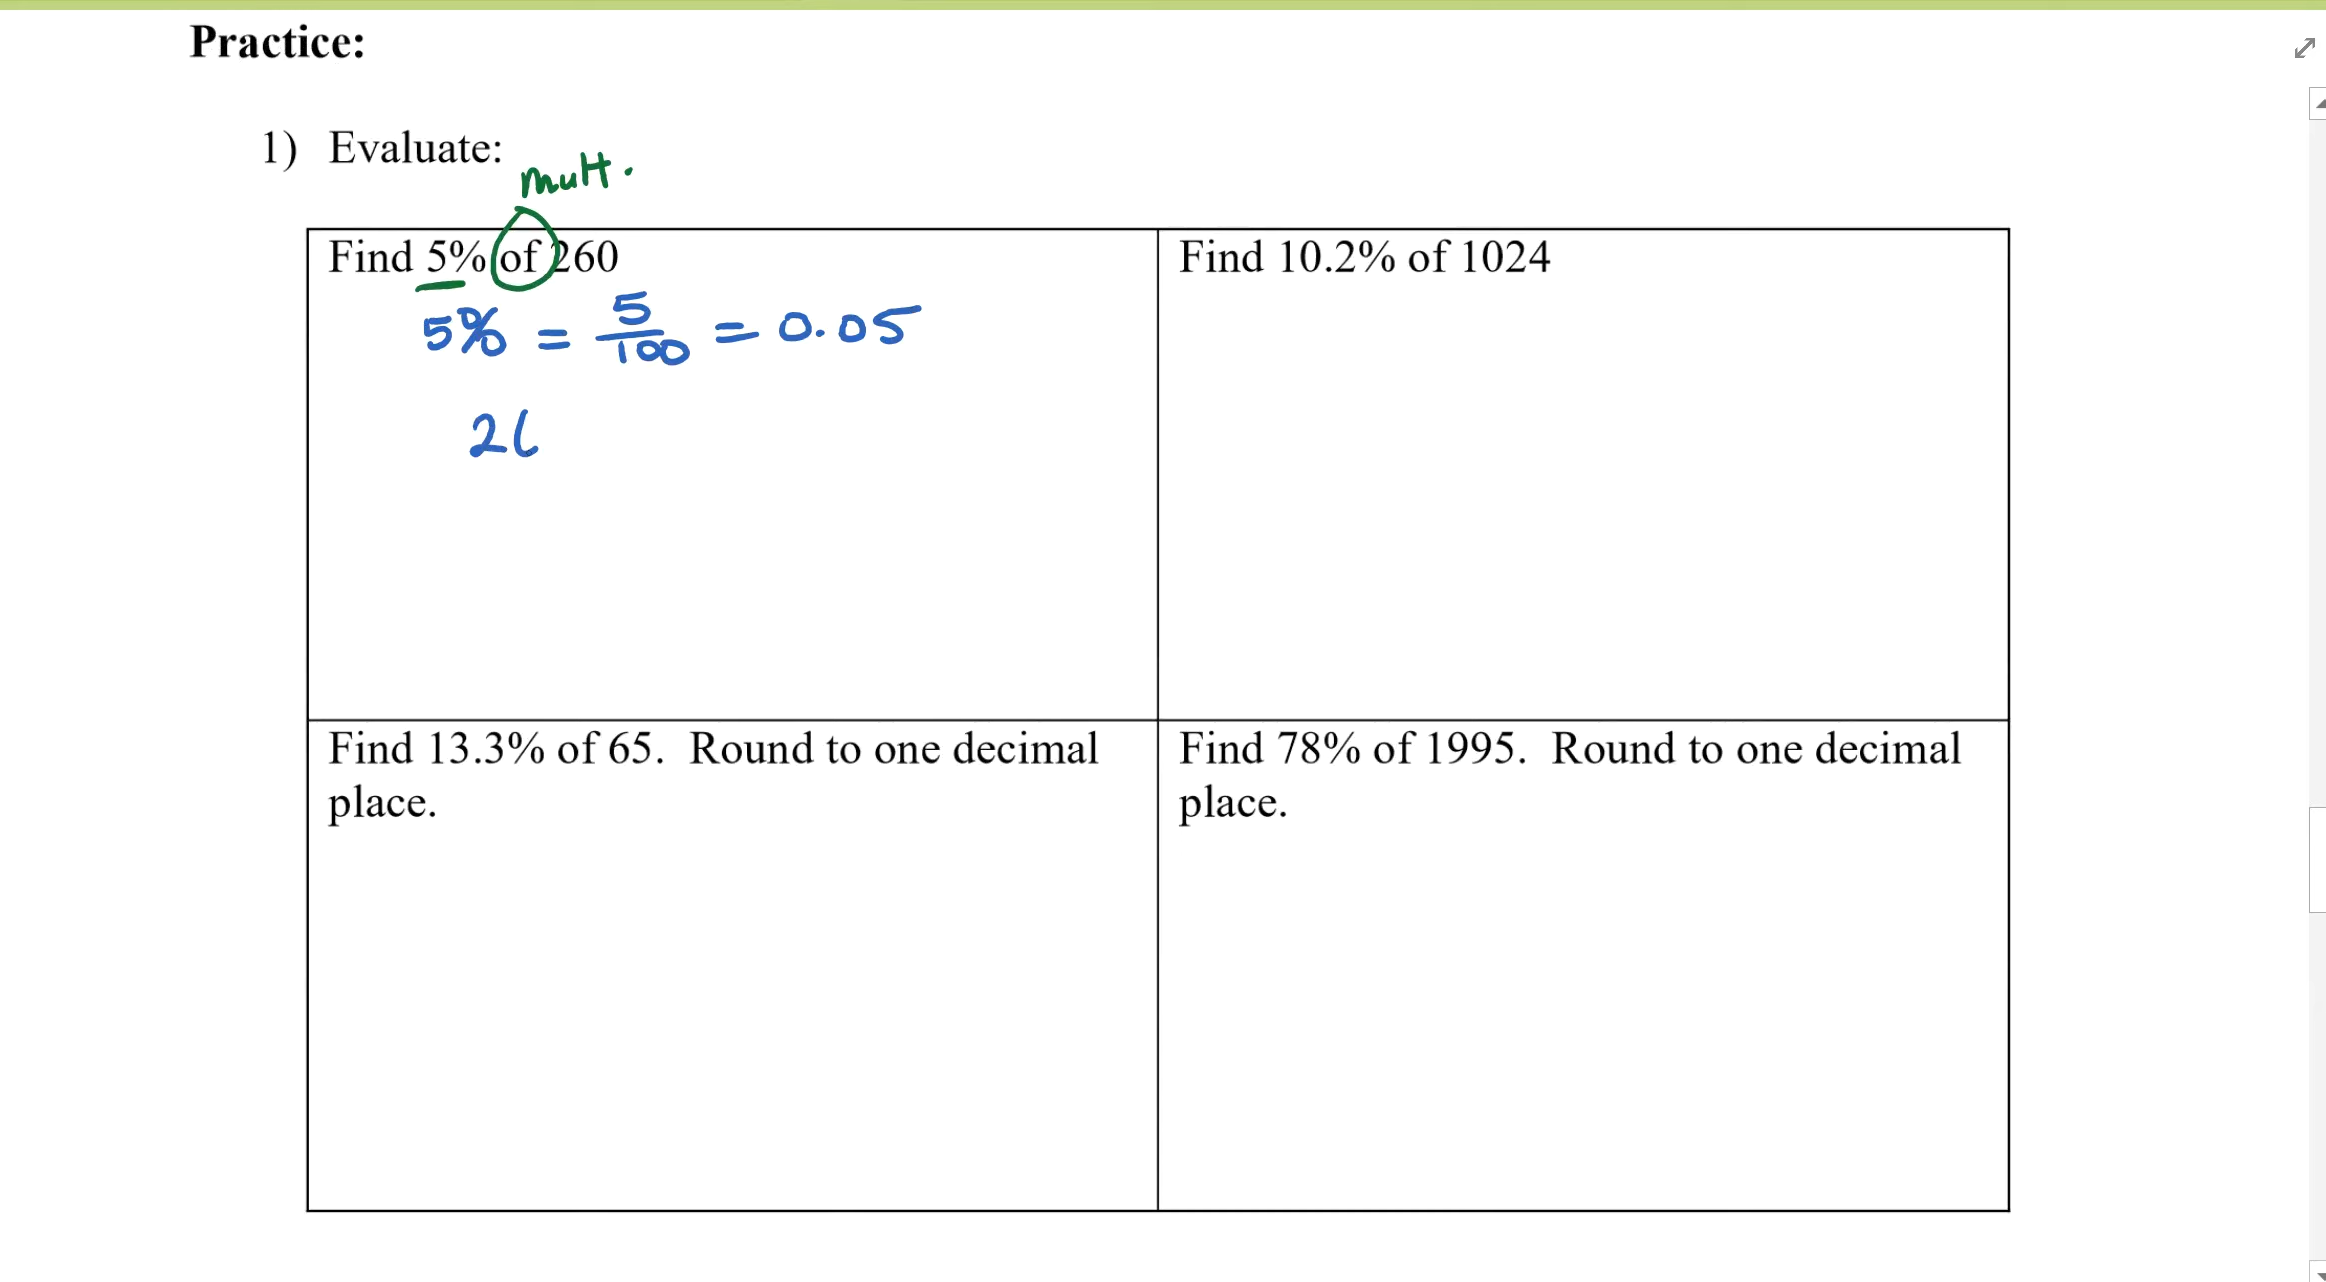 Practice:
1) Evaluate:
mult.
Find 5% of 260
5% = 5/100 = 0.05
26
Find 10.2% of 1024
Find 13.3% of 65. Round to one decimal
place.
Find 78% of 1995. Round to one decimal
place.